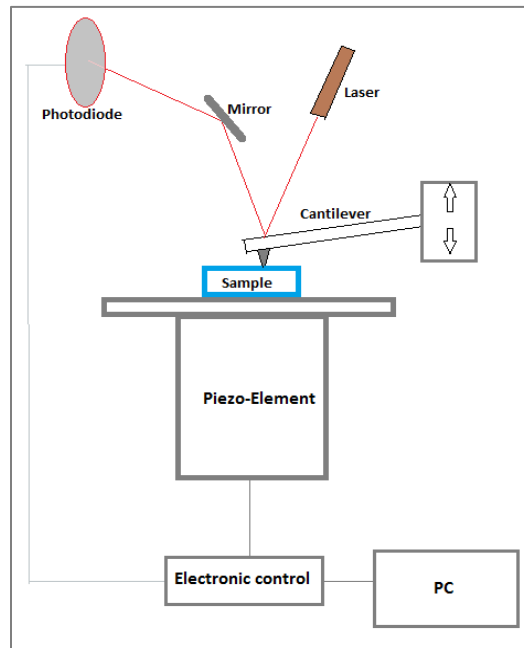 Photodiode
Mirror
Laser
Cantilever
Sample
Piezo-Element
Electronic control
PC